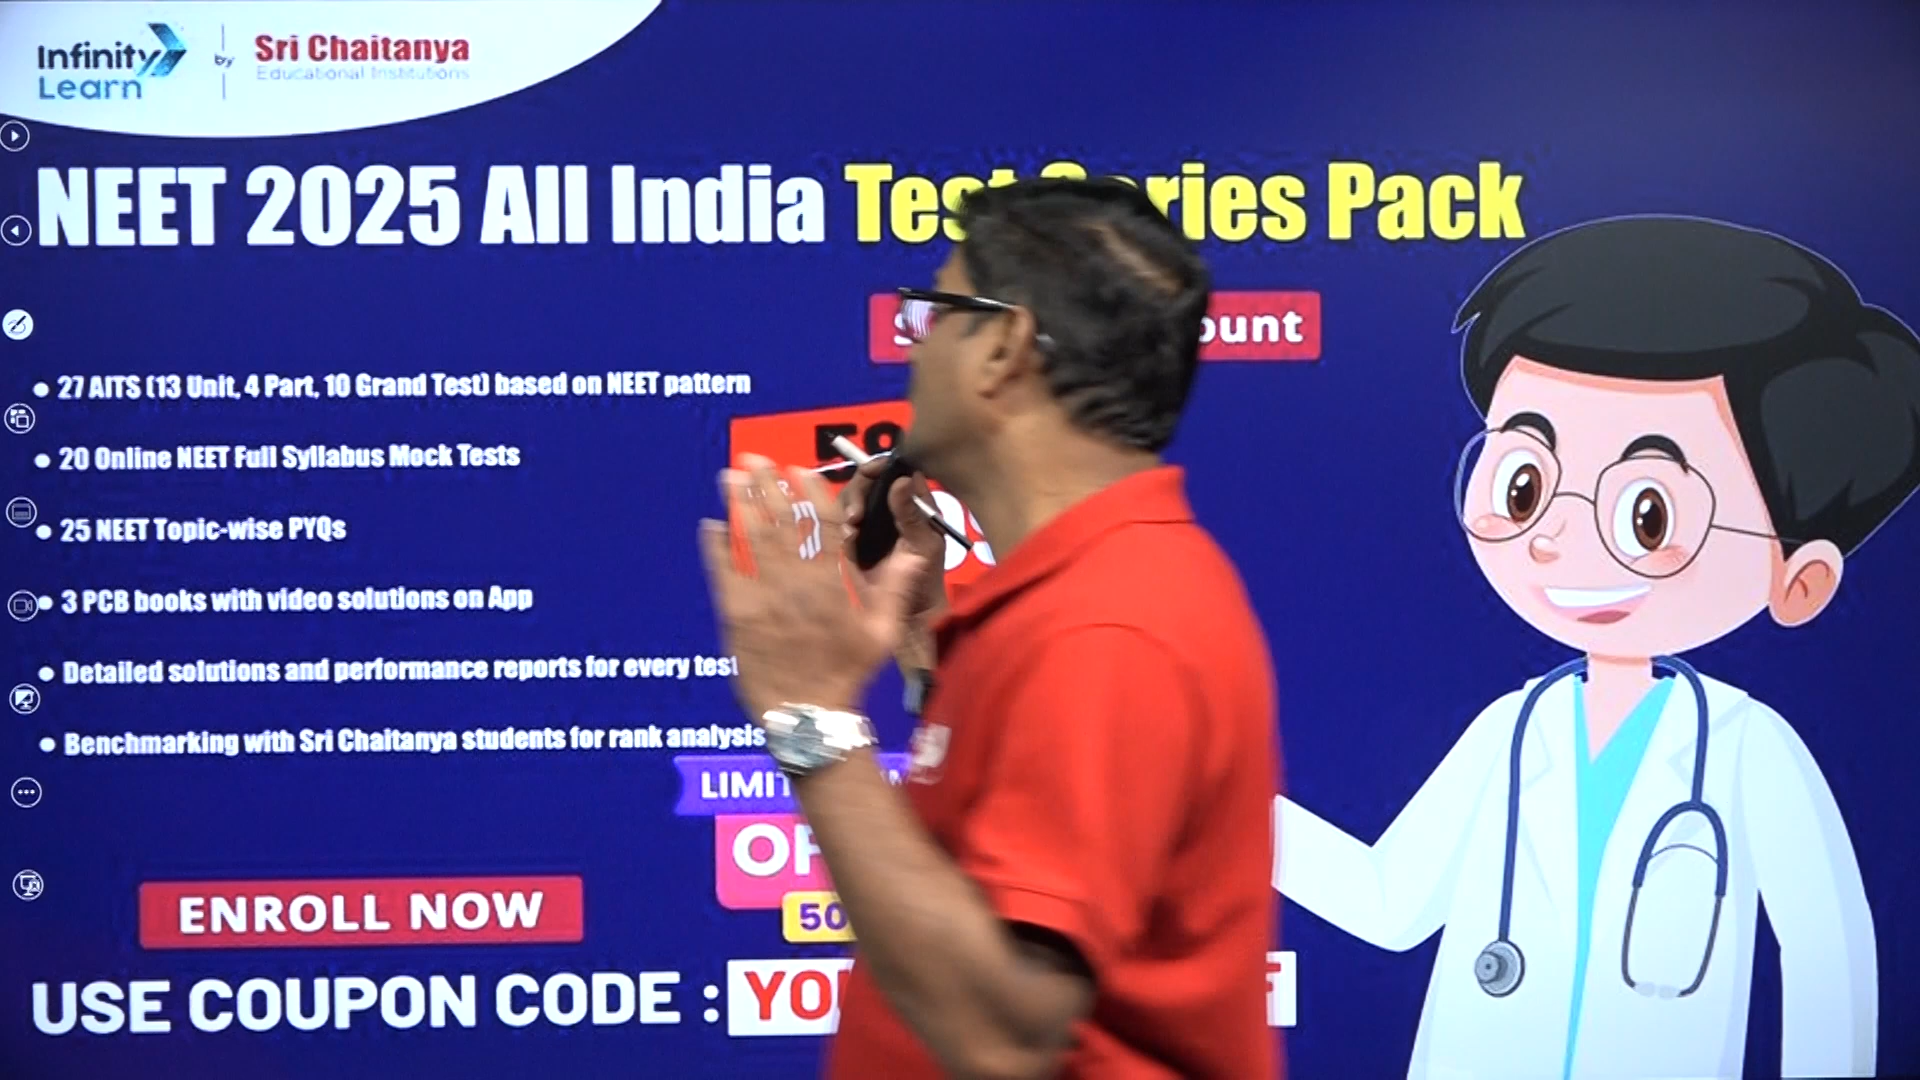 Infinity Learn by Sri Chaitanya
Educational Institutions
NEET 2025 All India Test Series Pack
27 AITS (13 Unit, 4 Part, 10 Grand Test) based on NEET pattern
20 Online NEET Full Syllabus Mock Tests
25 NEET Topic-wise PYQs
3 PCB books with video solutions on App
Detailed solutions and performance reports for every test
Benchmarking with Sri Chaitanya students for rank analysis
ENROLL NOW
USE COUPON CODE :